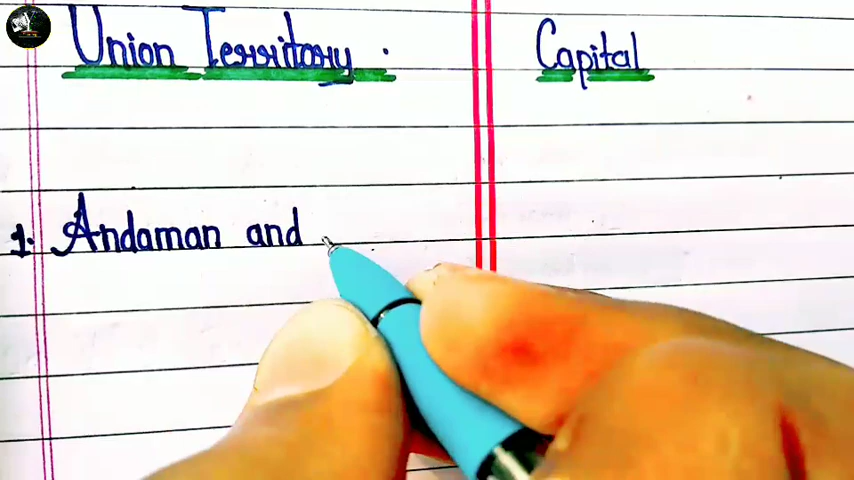 Union Territory .
Capital
1. Andaman and